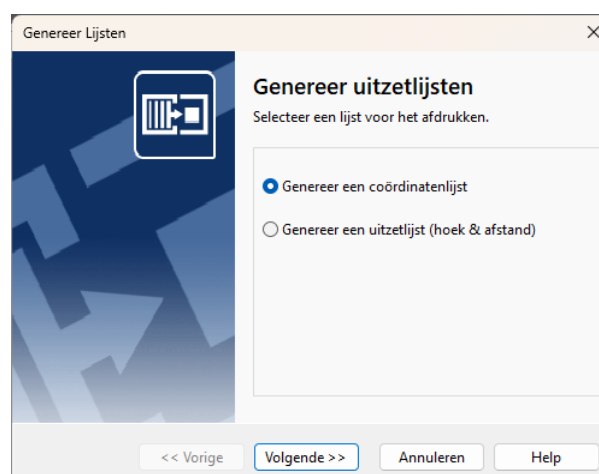 Genereer Lijsten
Genereer uitzetlijsten
Selecteer een lijst voor het afdrukken.
Genereer een coördinatenlijst
Genereer een uitzetlijst (hoek & afstand)
<< Vorige
Volgende >>
Annuleren
Help